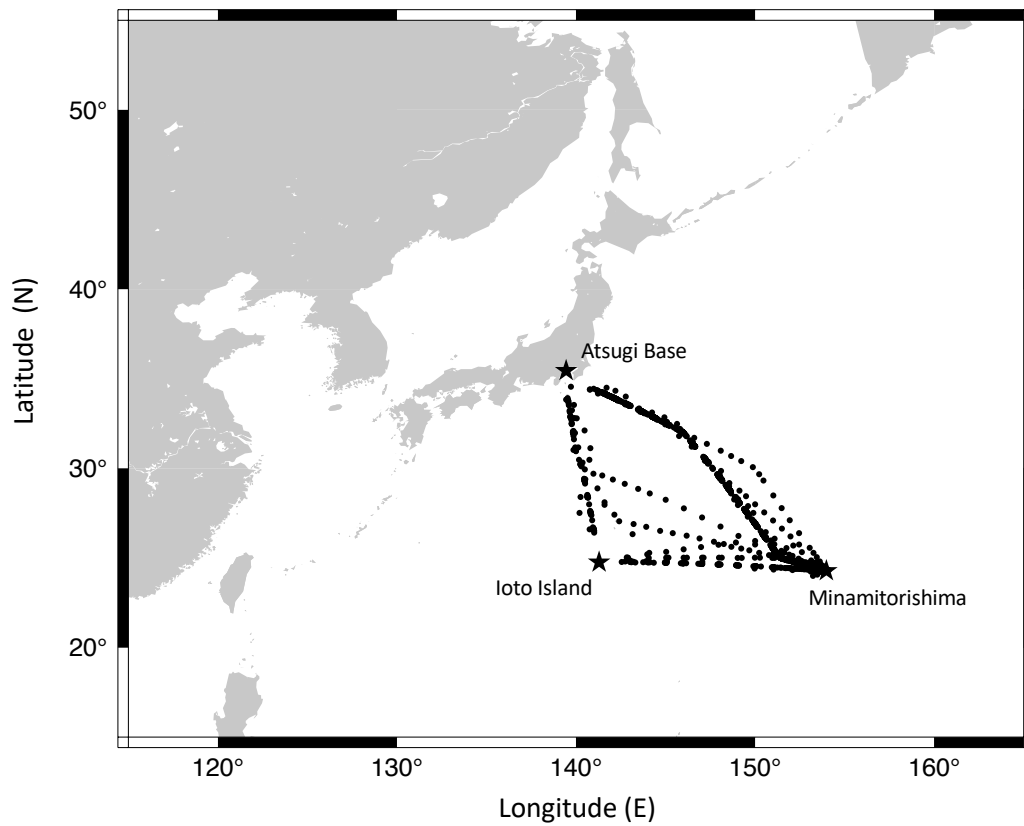 50°
40°
30°
20°
Latitude (N)
Atsugi Base
Ioto Island
Minamitorishima
120°
130°
140°
150°
160°
Longitude (E)